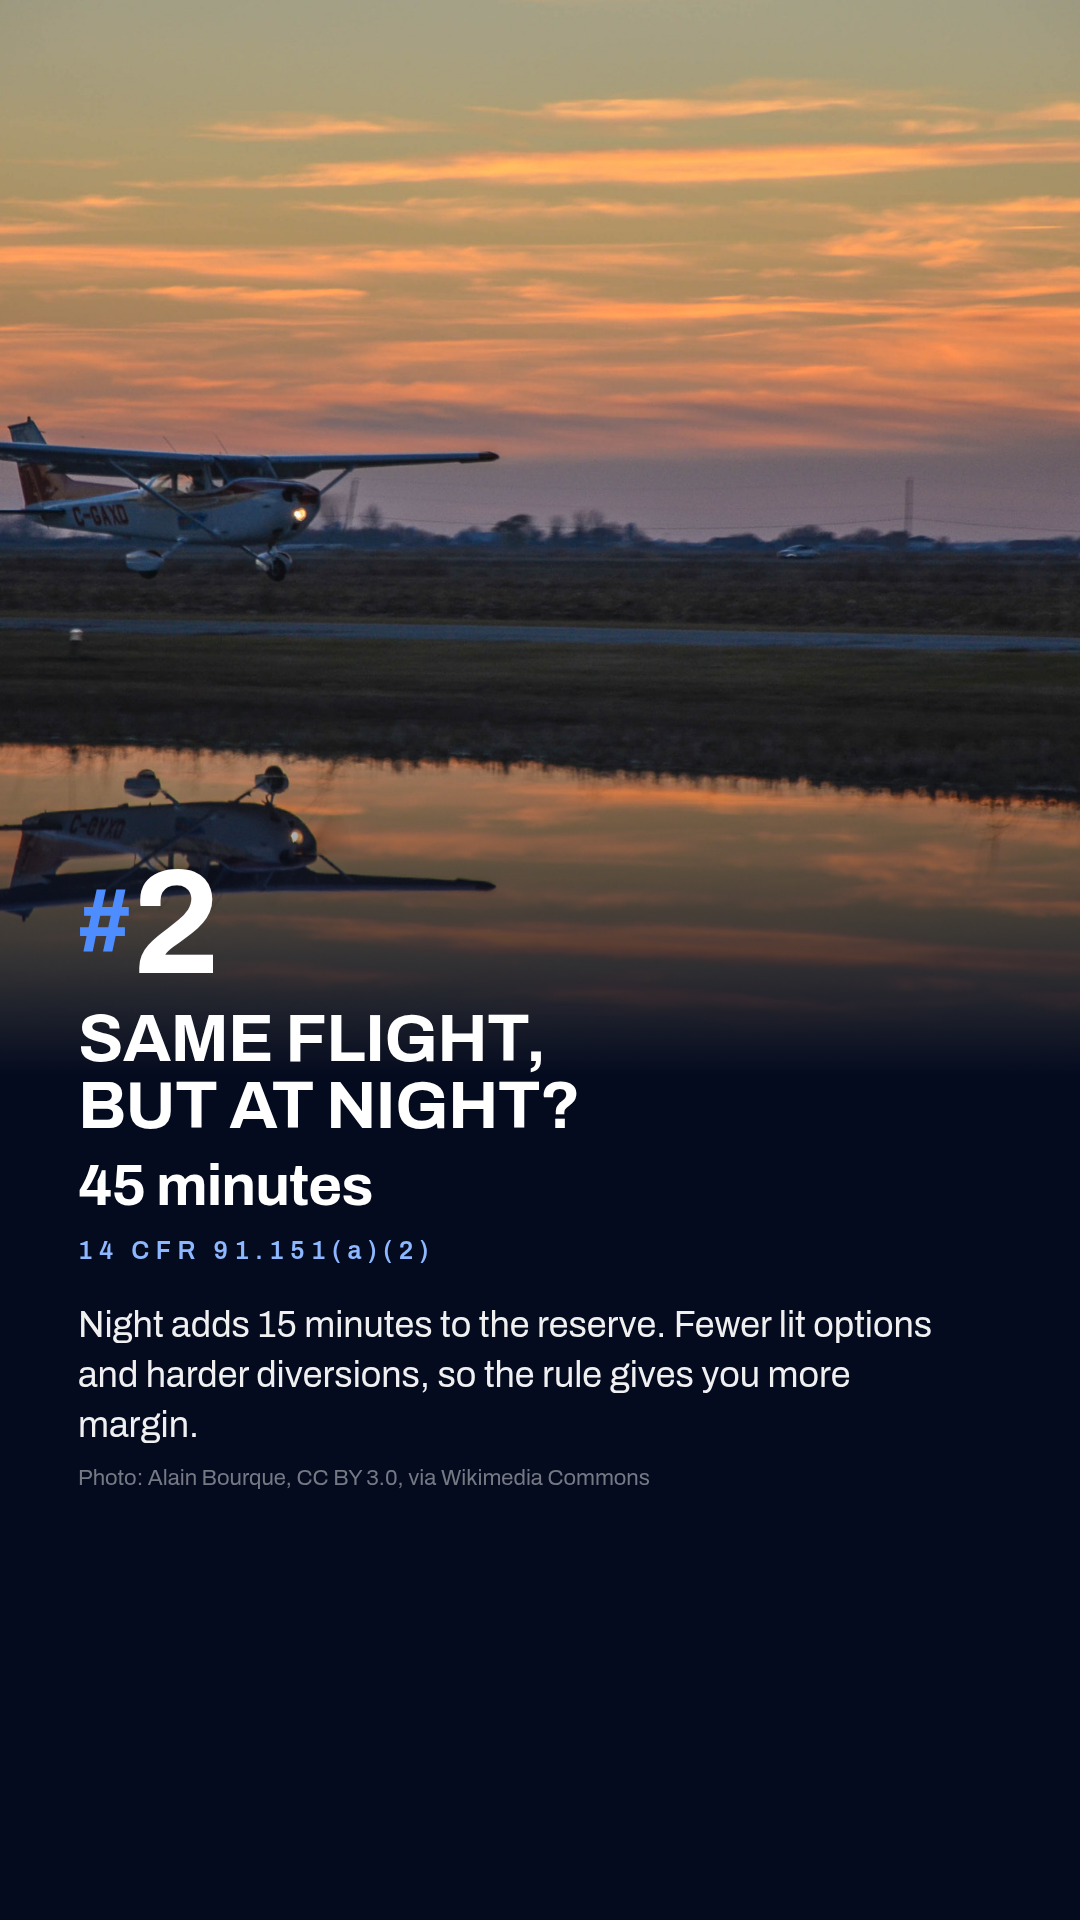 C-GAXD
#2
SAME FLIGHT,
BUT AT NIGHT?
45 minutes
14 CFR 91.151(a)(2)
Night adds 15 minutes to the reserve. Fewer lit options
and harder diversions, so the rule gives you more
margin.
Photo: Alain Bourque, CC BY 3.0, via Wikimedia Commons